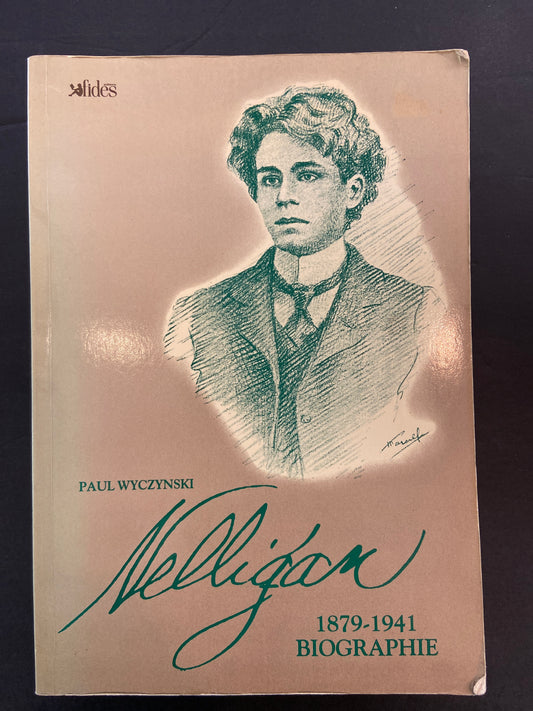 fides
PAUL WYCZYNSKI
Nelligan
1879-1941
BIOGRAPHIE